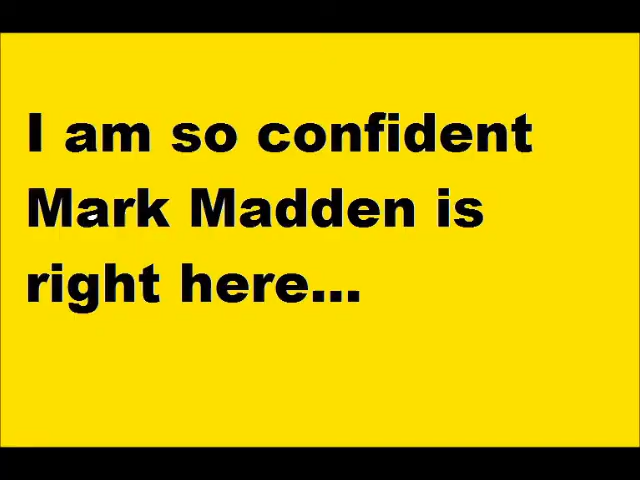 I am so confident
Mark Madden is
right here...